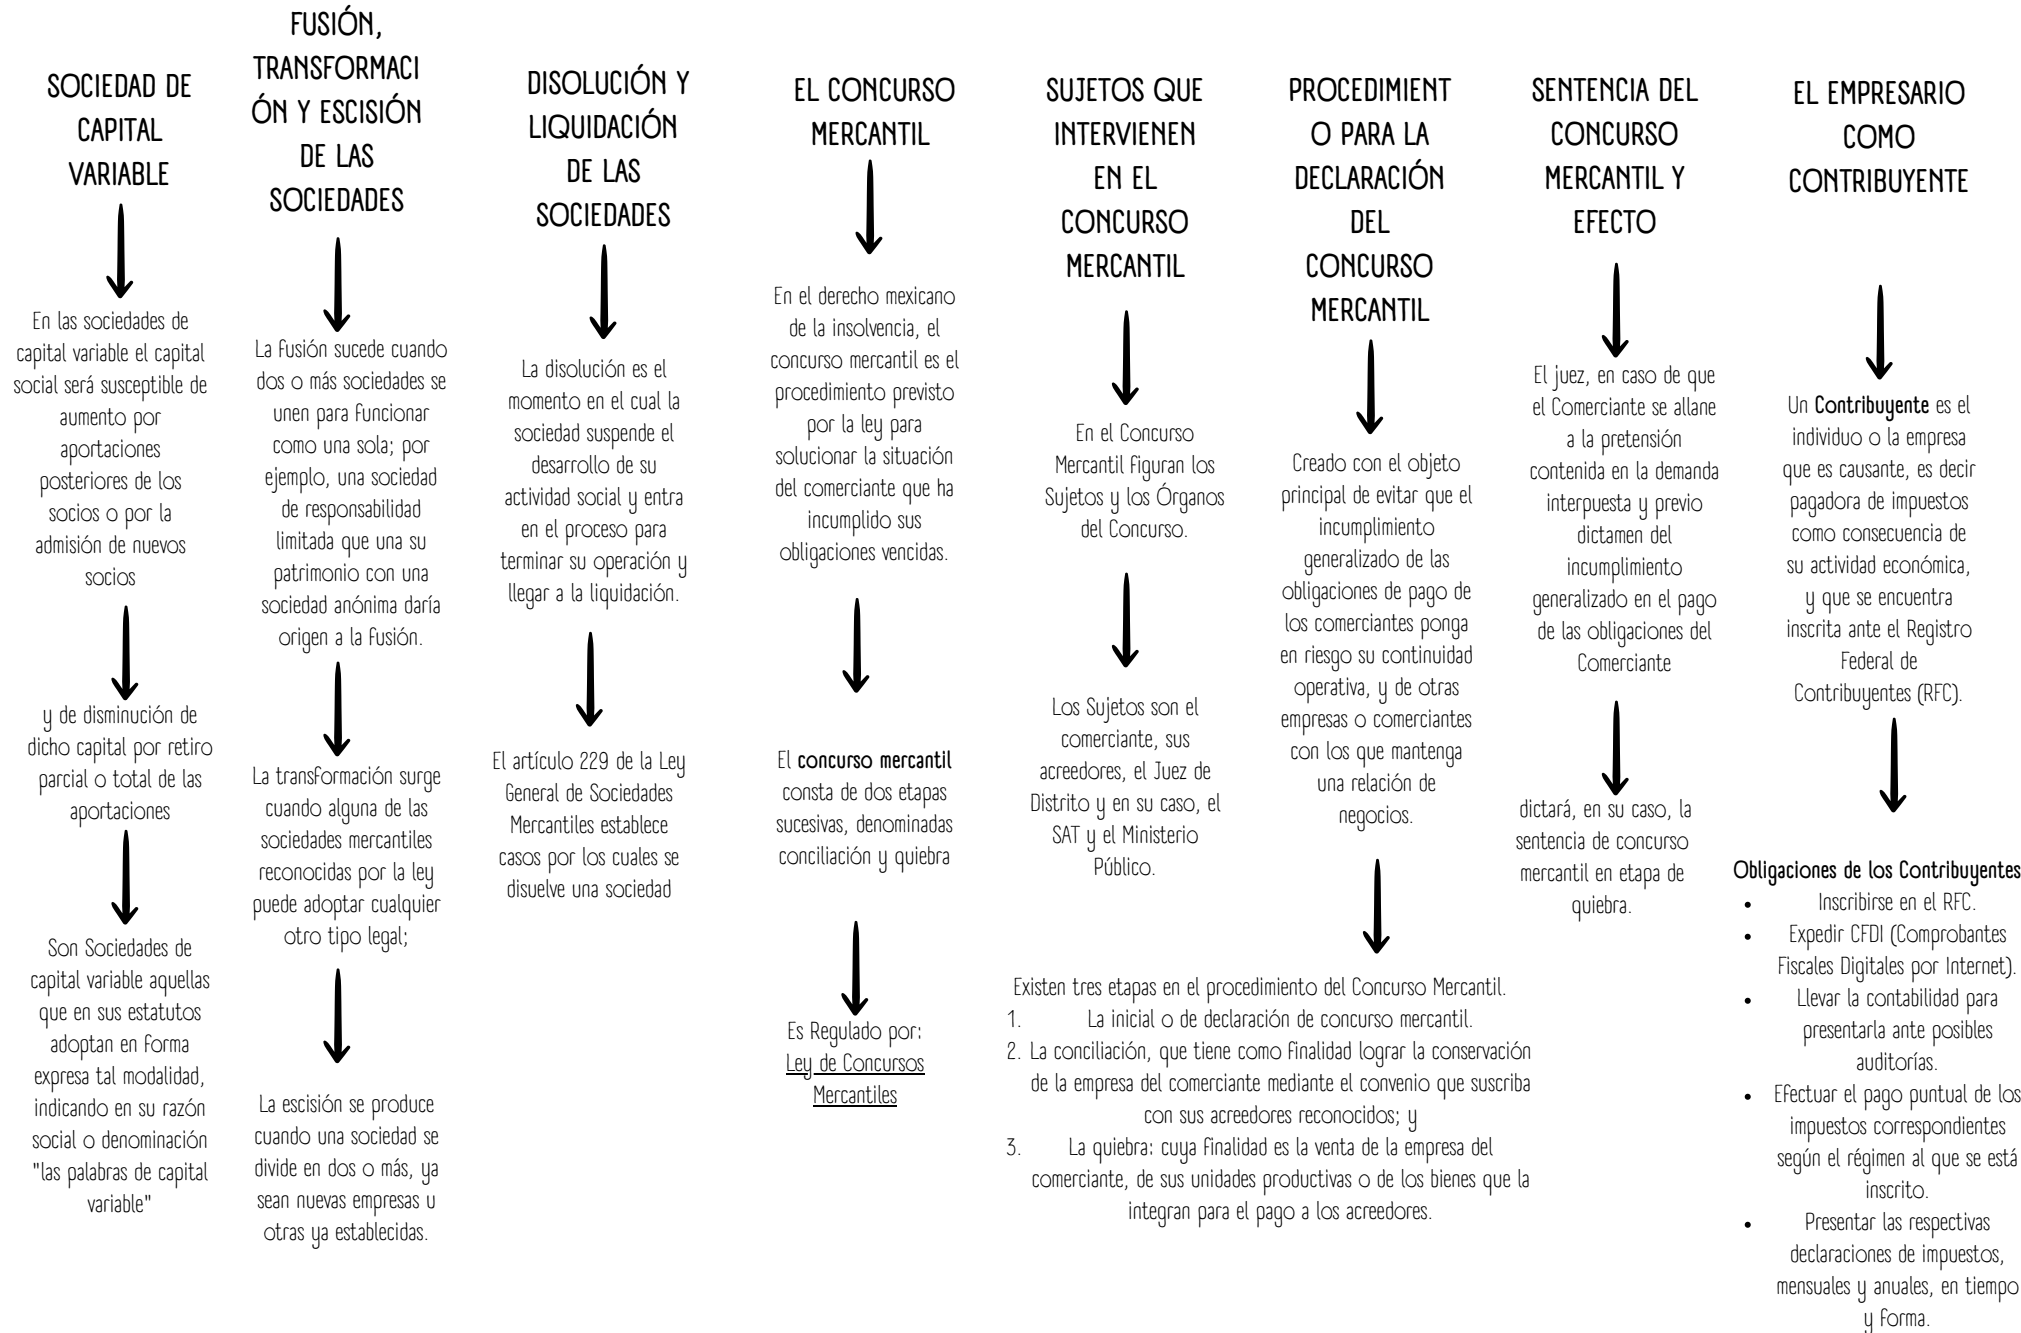 SOCIEDAD DE
CAPITAL
VARIABLE
En las sociedades de
capital variable el capital
social será susceptible de
aumento por
aportaciones
posteriores de los
socios o por la
admisión de nuevos
socios
y de disminución de
dicho capital por retiro
parcial o total de las
aportaciones
Son Sociedades de
capital variable aquellas
que en sus estatutos
adoptan en forma
expresa tal modalidad,
indicando en su razón
social o denominación
"las palabras de capital
variable"
FUSIÓN,
TRANSFORMACI
ÓN Y ESCISIÓN
DE LAS
SOCIEDADES
La fusión sucede cuando
dos o más sociedades se
unen para funcionar
como una sola; por
ejemplo, una sociedad
de responsabilidad
limitada que una su
patrimonio con una
sociedad anónima daría
origen a la fusión.
La transformación surge
cuando alguna de las
sociedades mercantiles
reconocidas por la ley
puede adoptar cualquier
otro tipo legal;
La escisión se produce
cuando una sociedad se
divide en dos o más, ya
sean nuevas empresas u
otras ya establecidas.
DISOLUCIÓN Y
LIQUIDACIÓN
DE LAS
SOCIEDADES
La disolución es el
momento en el cual la
sociedad suspende el
desarrollo de su
actividad social y entra
en el proceso para
terminar su operación y
llegar a la liquidación.
El artículo 229 de la Ley
General de Sociedades
Mercantiles establece
casos por los cuales se
disuelve una sociedad
EL CONCURSO
MERCANTIL
En el derecho mexicano
de la insolvencia, el
concurso mercantil es el
procedimiento previsto
por la ley para
solucionar la situación
del comerciante que ha
incumplido sus
obligaciones vencidas.
El concurso mercantil
consta de dos etapas
sucesivas, denominadas
conciliación y quiebra
Es Regulado por:
Ley de Concursos
Mercantiles
SUJETOS QUE
INTERVIENEN
EN EL
CONCURSO
MERCANTIL
En el Concurso
Mercantil figuran los
Sujetos y los Órganos
del Concurso.
Los Sujetos son el
comerciante, sus
acreedores, el Juez de
Distrito y en su caso, el
SAT y el Ministerio
Público.
PROCEDIMIENT
O PARA LA
DECLARACIÓN
DEL
CONCURSO
MERCANTIL
Creado con el objeto
principal de evitar que el
incumplimiento
generalizado de las
obligaciones de pago de
los comerciantes ponga
en riesgo su continuidad
operativa, y de otras
empresas o comerciantes
con los que mantenga
una relación de
negocios.
Existen tres etapas en el procedimiento del Concurso Mercantil.
1. La inicial o de declaración de concurso mercantil.
2. La conciliación, que tiene como finalidad lograr la conservación
de la empresa del comerciante mediante el convenio que suscriba
con sus acreedores reconocidos; y
3. La quiebra: cuya finalidad es la venta de la empresa del
comerciante, de sus unidades productivas o de los bienes que la
integran para el pago a los acreedores.
SENTENCIA DEL
CONCURSO
MERCANTIL Y
EFECTO
El juez, en caso de que
el Comerciante se allane
a la pretensión
contenida en la demanda
interpuesta y previo
dictamen del
incumplimiento
generalizado en el pago
de las obligaciones del
Comerciante
dictará, en su caso, la
sentencia de concurso
mercantil en etapa de
quiebra.
EL EMPRESARIO
COMO
CONTRIBUYENTE
Un Contribuyente es el
individuo o la empresa
que es causante, es decir
pagadora de impuestos
como consecuencia de
su actividad económica,
y que se encuentra
inscrita ante el Registro
Federal de
Contribuyentes (RFC).
Obligaciones de los Contribuyentes
• Inscribirse en el RFC.
• Expedir CFDI (Comprobantes
Fiscales Digitales por Internet).
• Llevar la contabilidad para
presentarla ante posibles
auditorías.
• Efectuar el pago puntual de los
impuestos correspondientes
según el régimen al que se está
inscrito.
• Presentar las respectivas
declaraciones de impuestos,
mensuales y anuales, en tiempo
y forma.